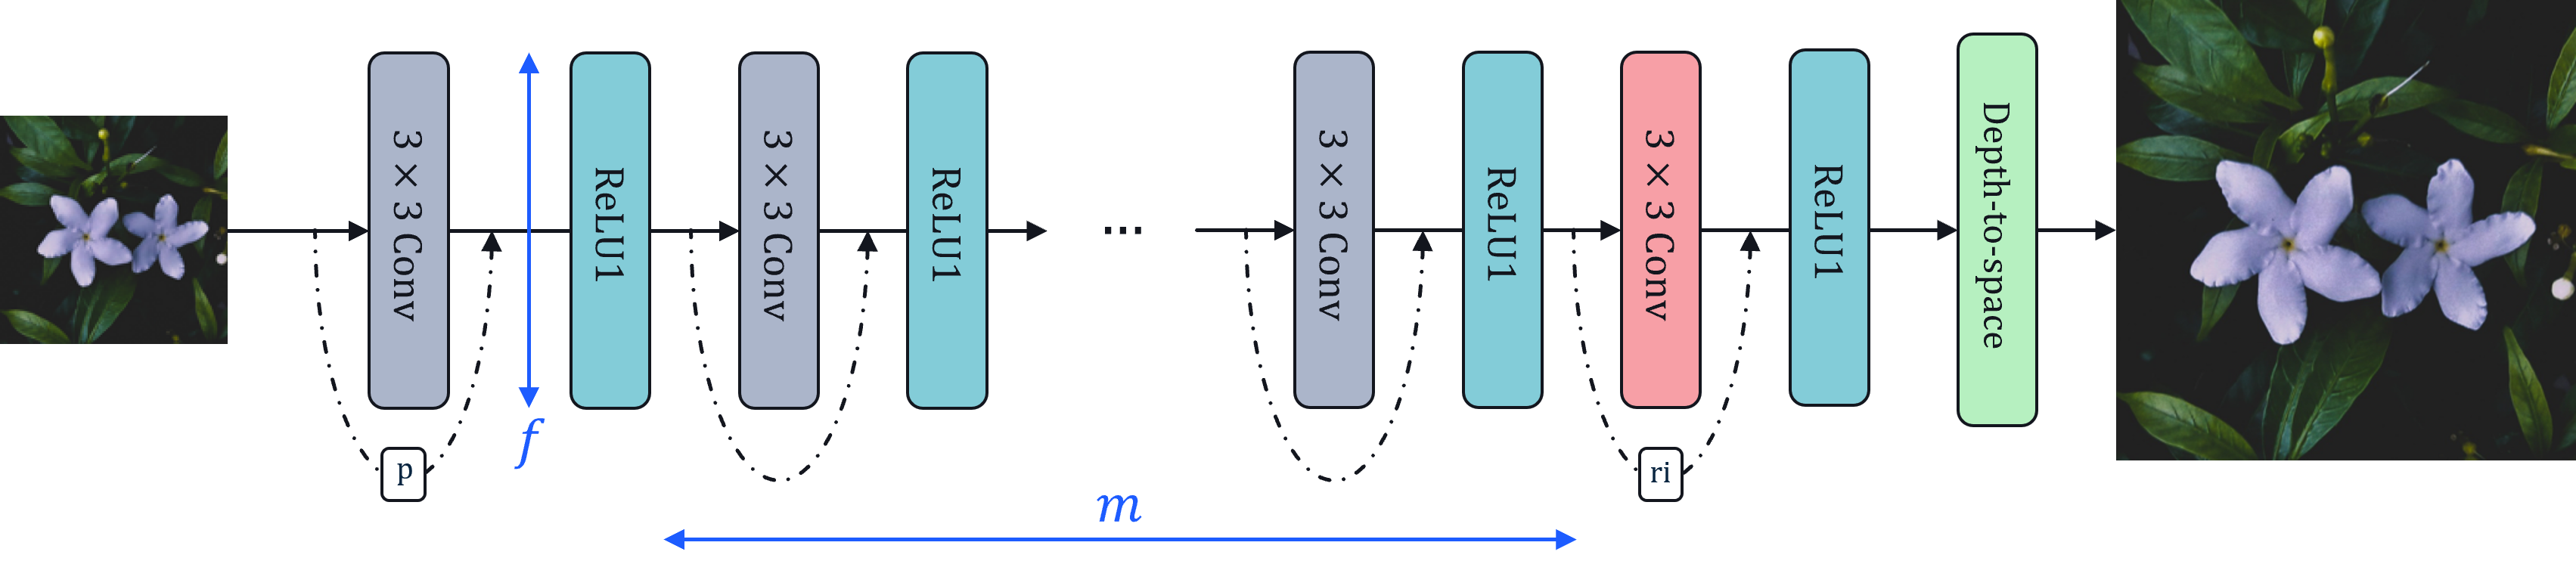 3×3 Conv
ReLU1
3×3 Conv
ReLU1
...
3×3 Conv
ReLU1
3×3 Conv
ReLU1
Depth-to-space
f
p
ri
m